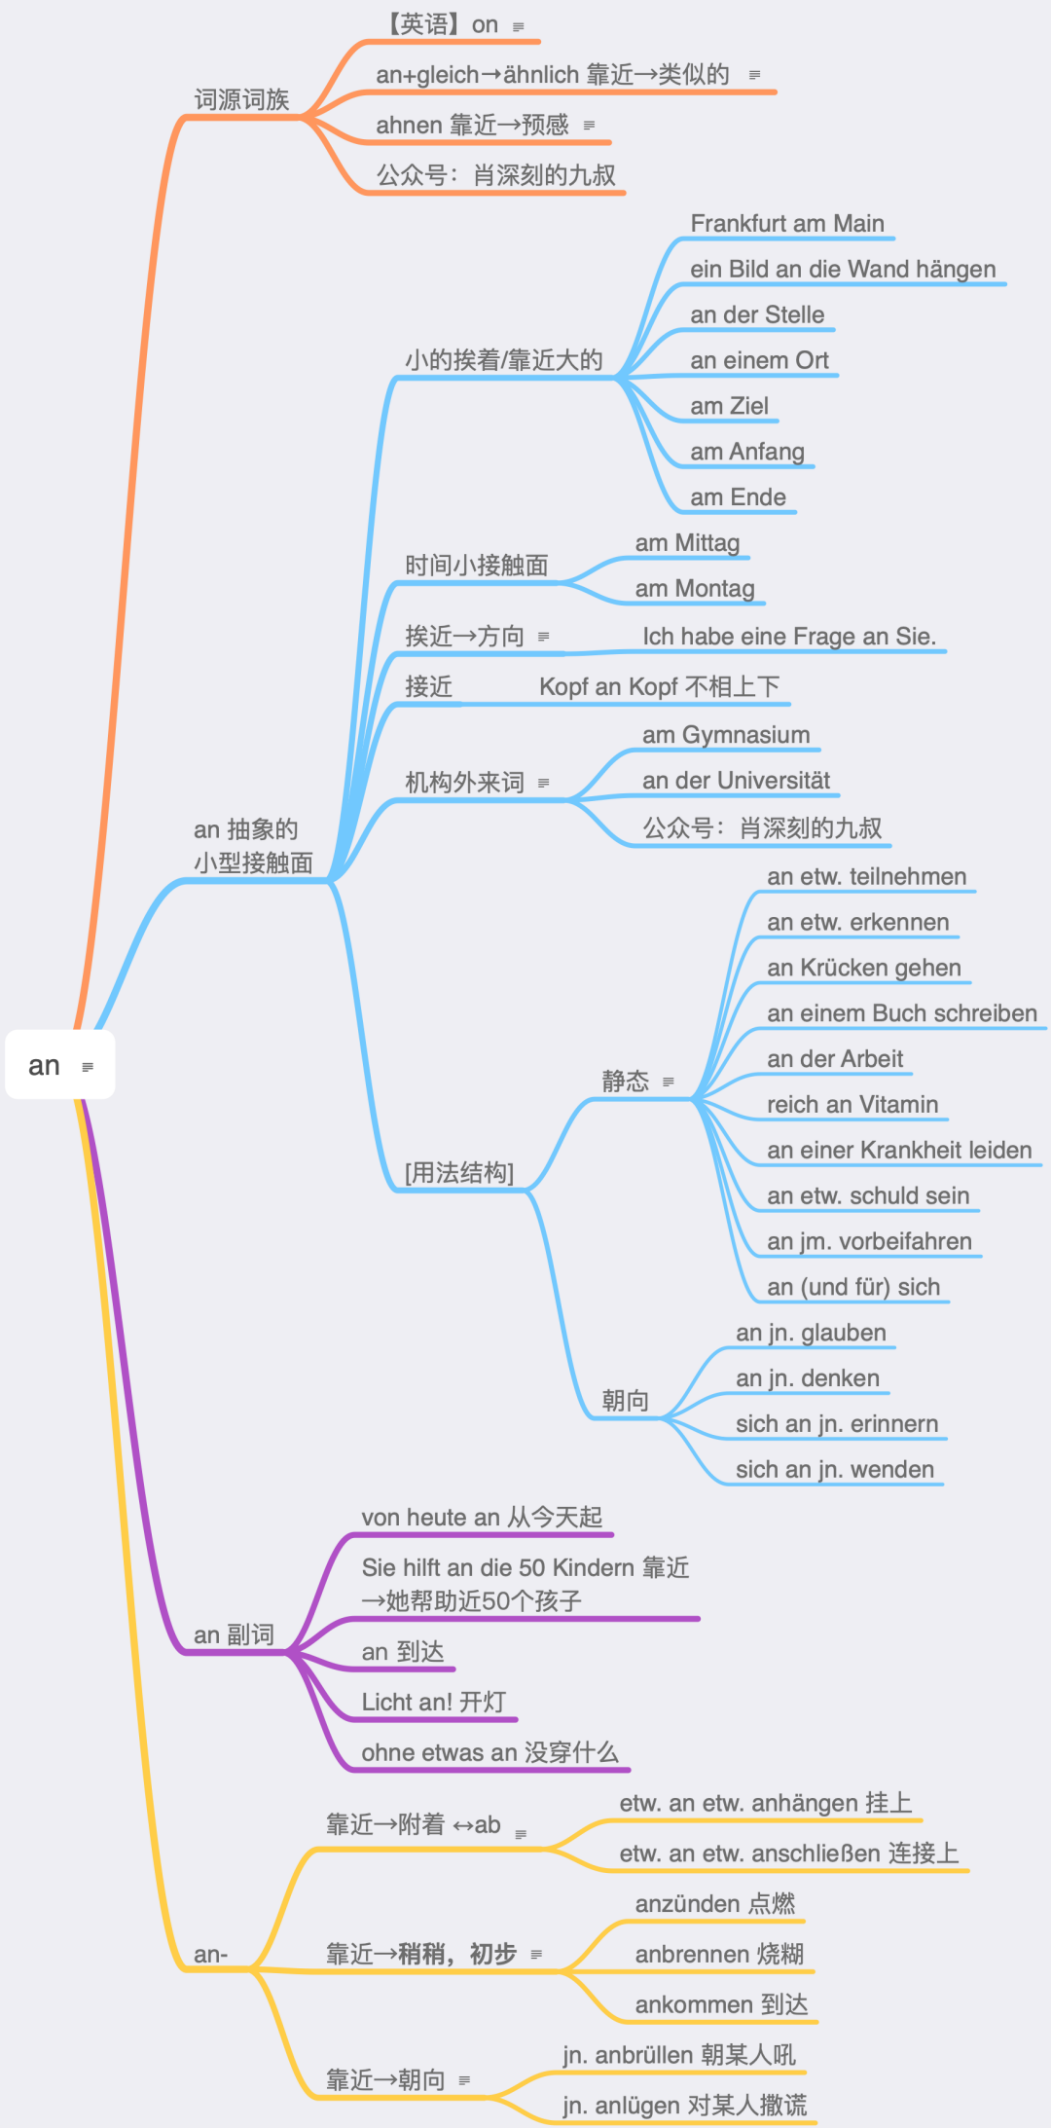 【英语】on
an+gleich→ähnlich 靠近→类似的
词源词族
ahnen 靠近→预感
公众号：肖深刻的九叔
Frankfurt am Main
ein Bild an die Wand hängen
an der Stelle
小的挨着/靠近大的
an einem Ort
am Ziel
am Anfang
am Ende
am Mittag
时间小接触面
am Montag
挨近→方向
Ich habe eine Frage an Sie.
接近
Kopf an Kopf 不相上下
am Gymnasium
机构外来词
an der Universität
公众号：肖深刻的九叔
an 抽象的
小型接触面
an etw. teilnehmen
an etw. erkennen
an Krücken gehen
an einem Buch schreiben
an der Arbeit
an
静态
reich an Vitamin
an einer Krankheit leiden
[用法结构]
an etw. schuld sein
an jm. vorbeifahren
an (und für) sich
an jn. glauben
an jn. denken
朝向
sich an jn. erinnern
sich an jn. wenden
von heute an 从今天起
Sie hilft an die 50 Kindern 靠近
→她帮助近50个孩子
an 副词
an 到达
Licht an! 开灯
ohne etwas an 没穿什么
etw. an etw. anhängen 挂上
靠近→附着 ↔ab
etw. an etw. anschließen 连接上
anzünden 点燃
an-
靠近→稍稍，初步
anbrennen 烧糊
ankommen 到达
jn. anbrüllen 朝某人吼
靠近→朝向
jn. anlügen 对某人撒谎